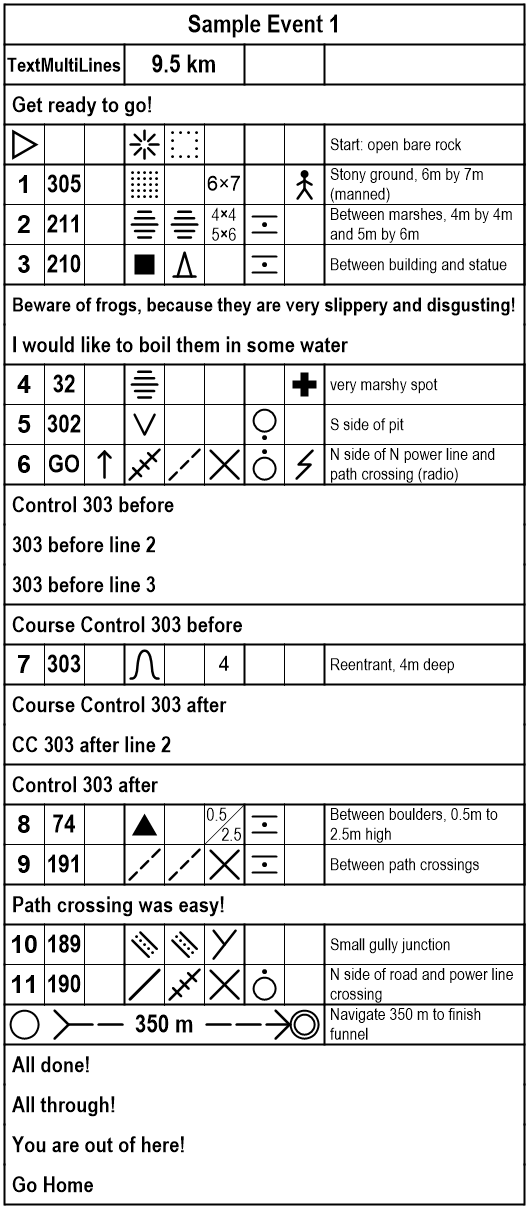 Sample Event 1
TextMultiLines 9.5 km
Get ready to go!
Start: open bare rock
1 305 6×7 Stony ground, 6m by 7m
(manned)
2 211 4×4 Between marshes, 4m by 4m
5×6 and 5m by 6m
3 210 Between building and statue
Beware of frogs, because they are very slippery and disgusting!
I would like to boil them in some water
4 32 very marshy spot
5 302 S side of pit
6 GO N side of N power line and
path crossing (radio)
Control 303 before
303 before line 2
303 before line 3
Course Control 303 before
7 303 4 Reentrant, 4m deep
Course Control 303 after
CC 303 after line 2
Control 303 after
8 74 0.5/2.5 Between boulders, 0.5m to
2.5m high
9 191 Between path crossings
Path crossing was easy!
10 189 Small gully junction
11 190 N side of road and power line
crossing
350 m Navigate 350 m to finish
funnel
All done!
All through!
You are out of here!
Go Home